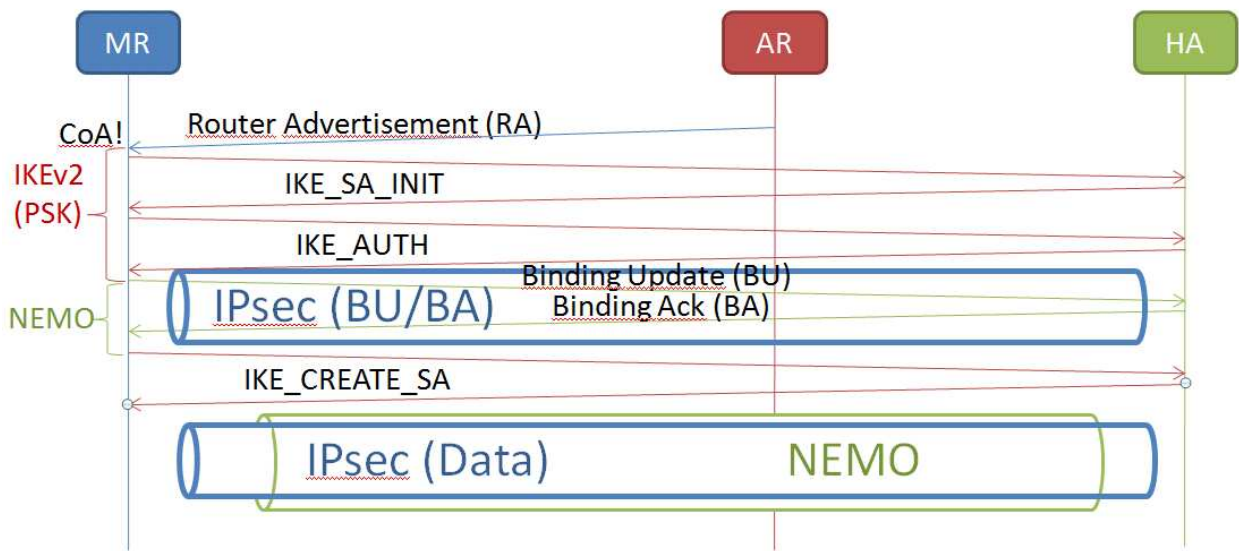 MR
AR
HA
Router Advertisement (RA)
CoA!
IKEv2
(PSK)
IKE_SA_INIT
IKE_AUTH
Binding Update (BU)
IPsec (BU/BA)
Binding Ack (BA)
NEMO
IKE_CREATE_SA
IPsec (Data)
NEMO